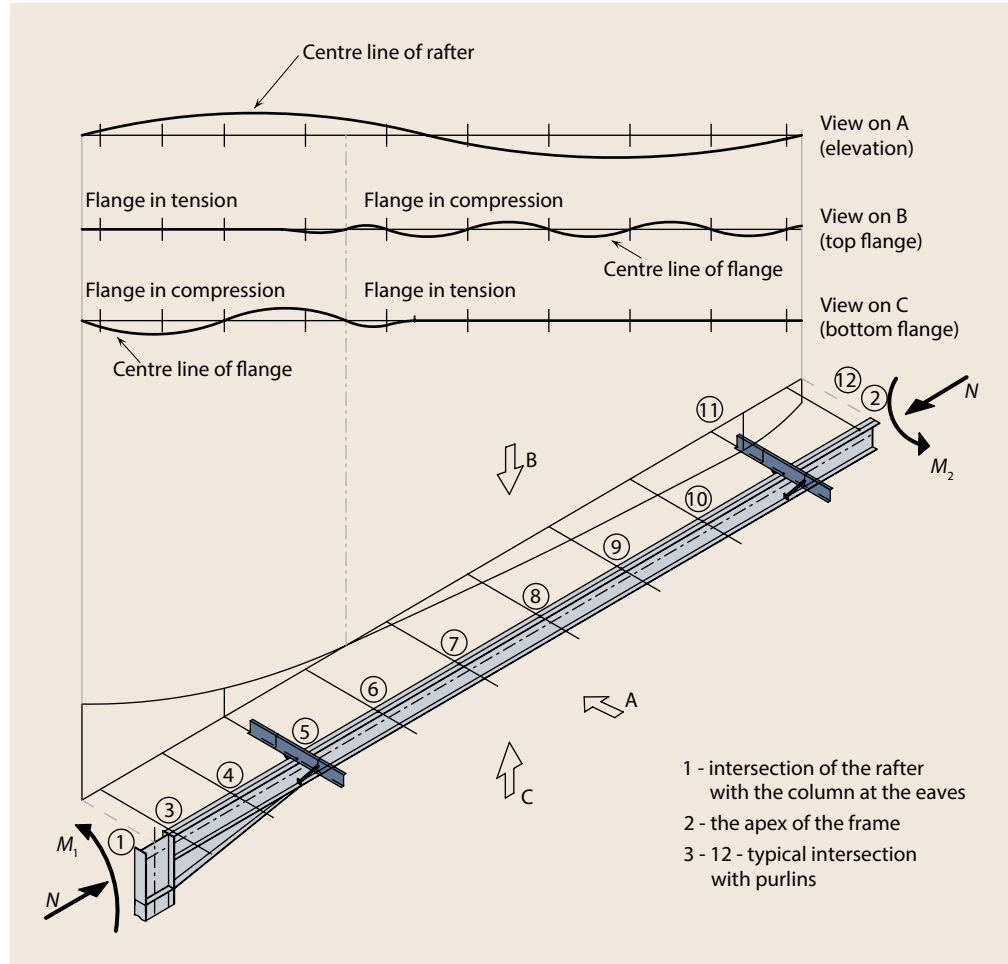 Centre line of rafter
View on A
(elevation)
Flange in tension
Flange in compression
View on B
(top flange)
Centre line of flange
Flange in compression
Flange in tension
View on C
(bottom flange)
Centre line of flange
12
2
N
11
M2
B
10
9
8
7
6
A
5
C
4
3
1
M1
N
1 - intersection of the rafter
with the column at the eaves
2 - the apex of the frame
3 - 12 - typical intersection
with purlins